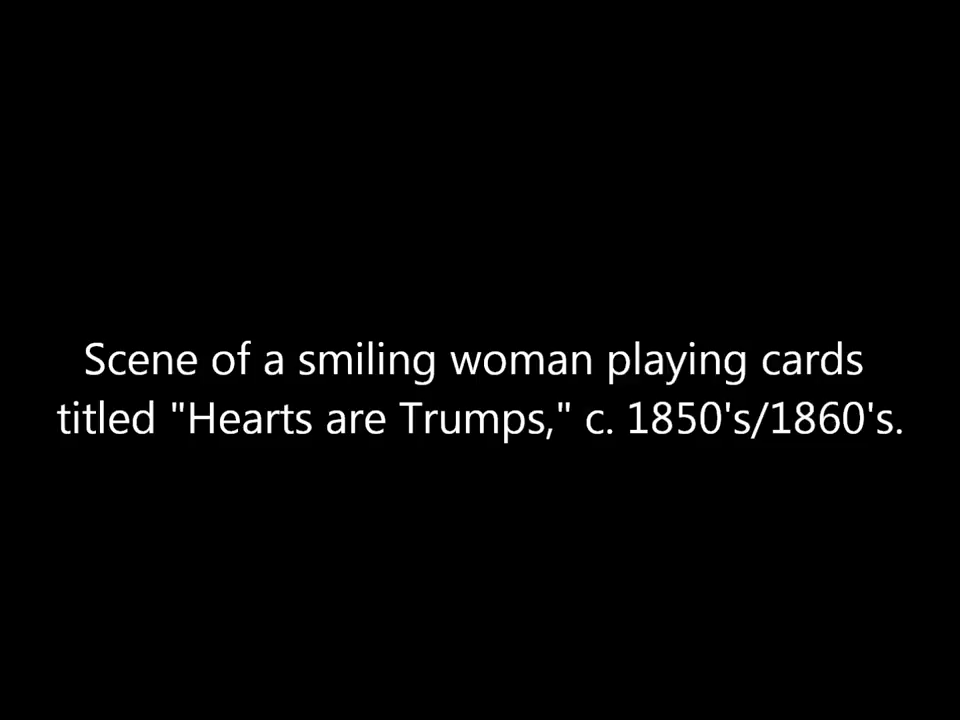 Scene of a smiling woman playing cards
titled "Hearts are Trumps," c. 1850's/1860's.